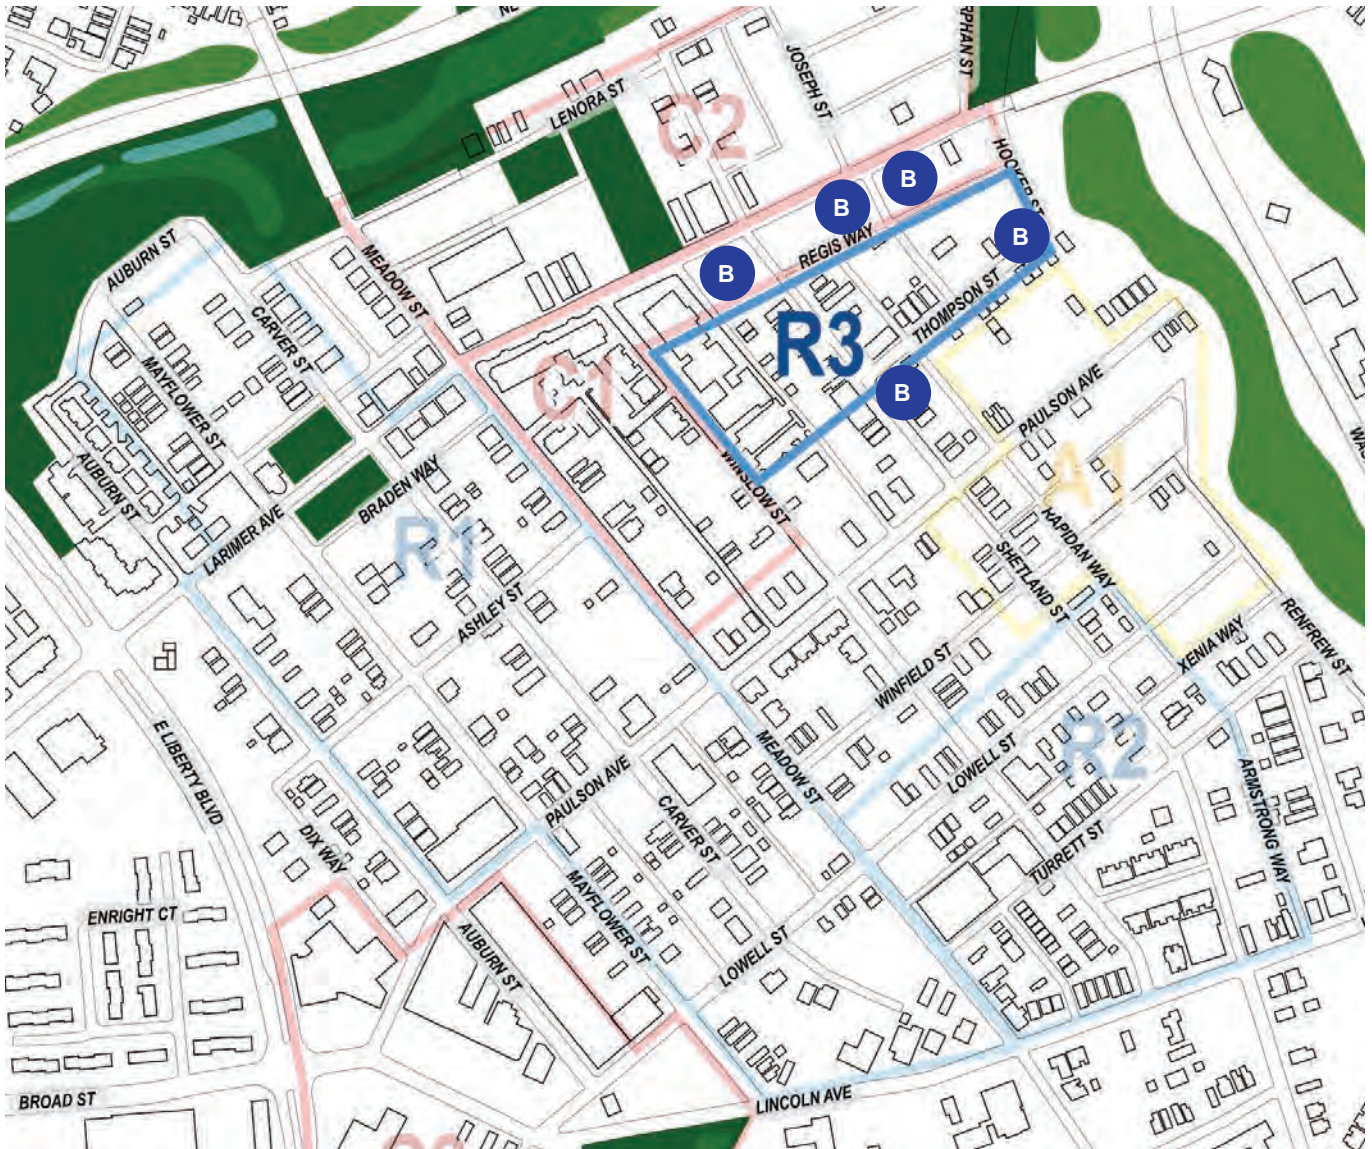 C2
LENORA ST
JOSEPH ST
RPHAN ST
HOOKER ST
B
B
B
B
B
AUBURN ST
MEADOW ST
REGIS WAY
CARVER ST
THOMPSON ST
R3
C1
MAYFLOWER ST
PAULSON AVE
AUBURN ST
BRADEN WAY
WINSLOW ST
A1
LARIMER AVE
R1
RAPIDAN WAY
SHETLAND ST
ASHLEY ST
RENFREW ST
XENIA WAY
WINFIELD ST
E LIBERTY BLVD
MEADOW ST
LOWELL ST
R2
PAULSON AVE
ARMSTRONG WAY
DIX WAY
CARVER ST
TURRETT ST
ENRIGHT CT
MAYFLOWER ST
AUBURN ST
LOWELL ST
BROAD ST
LINCOLN AVE